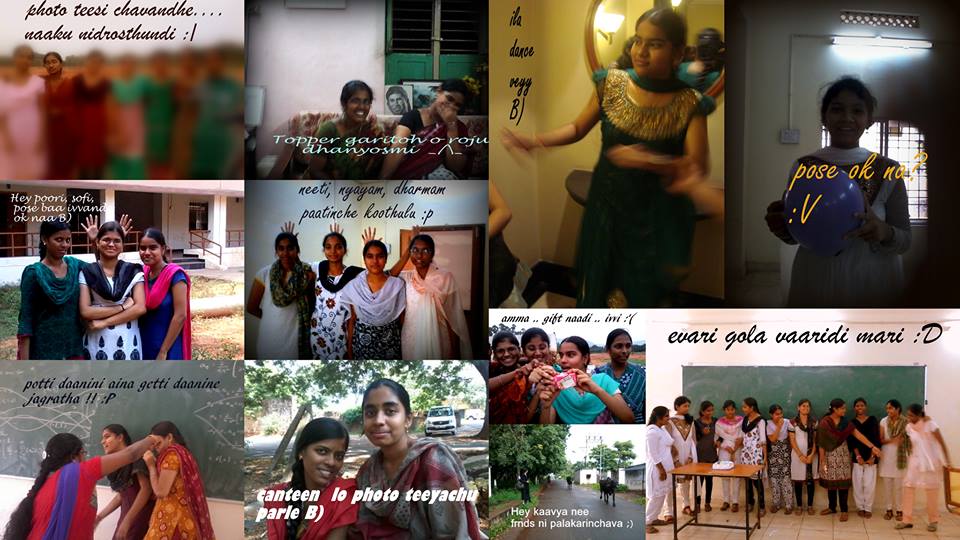 photo teesi chavandhe....
naaku nidrosthundi :|
Topper garitoh o roju
dhanyosmi _/\_
ila
dance
veyy
B)
pose ok na?
:V
Hey poori, sofi,
pose baa ivvand
ok naa B)
neeti, nyayam, dharmam
paatinche koothulu :p
amma .. gift naadi .. ivvi :'(
evari gola vaaridi mari :D
potti daanini aina getti daanine
jagratha !! :P
canteen lo photo teeyachu
parle B)
Hey kaavya nee
frnds ni palakarinchava ;)